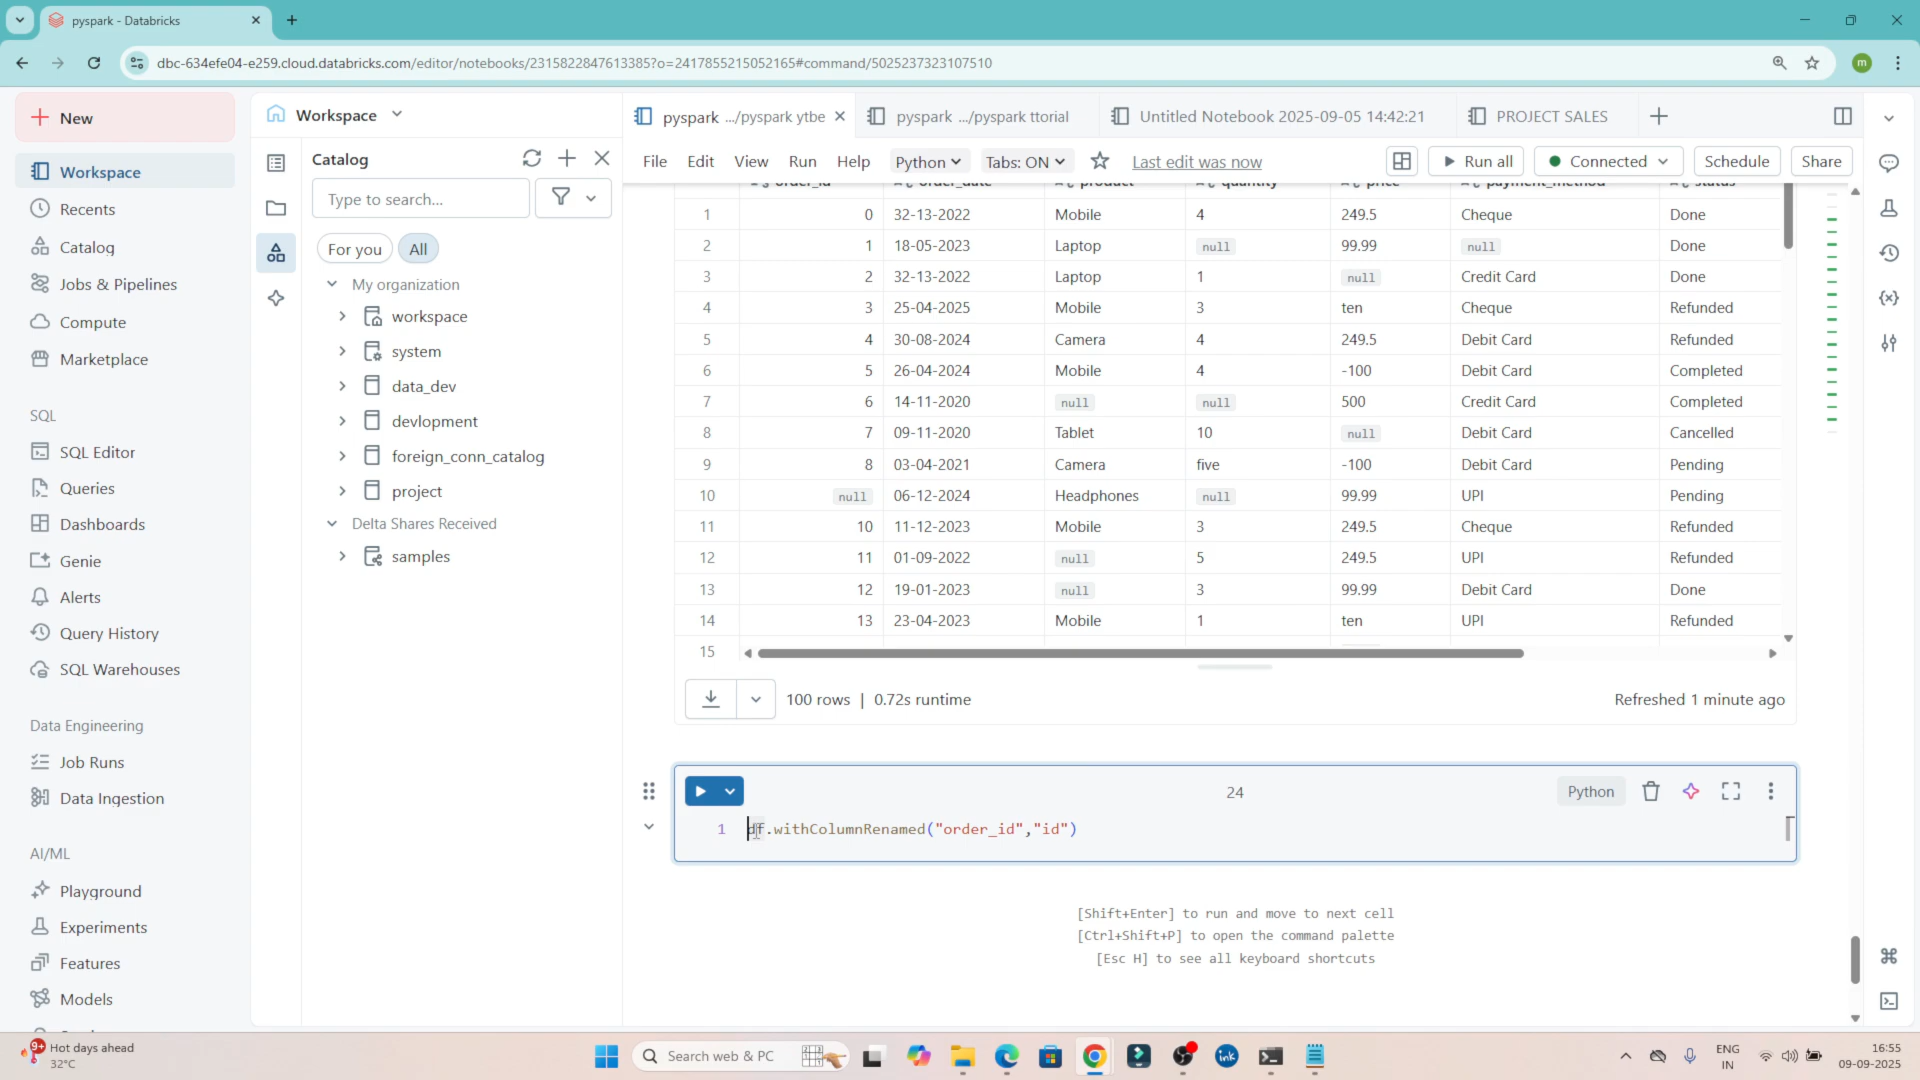 pyspark - Databricks
dbc-634efe04-e259.cloud.databricks.com/editor/notebooks/2315822847613385?o=2417855215052165#command/5025237323107510
m
New
Workspace
Recents
Catalog
Jobs & Pipelines
Compute
Marketplace
SQL
SQL Editor
Queries
Dashboards
Genie
Alerts
Query History
SQL Warehouses
Data Engineering
Job Runs
Data Ingestion
AI/ML
Playground
Experiments
Features
Models
Workspace
Catalog
Type to search...
For you All
My organization
workspace
system
data_dev
devlopment
foreign_conn_catalog
project
Delta Shares Received
samples
pyspark .../pyspark ytbe
pyspark .../pyspark ttorial
Untitled Notebook 2025-09-05 14:42:21
PROJECT SALES
File Edit View Run Help Python Tabs: ON Last edit was now Run all Connected Schedule Share
order_id order_date product quantity price payment_method status
1 0 32-13-2022 Mobile 4 249.5 Cheque Done
2 1 18-05-2023 Laptop null 99.99 null Done
3 2 32-13-2022 Laptop 1 null Credit Card Done
4 3 25-04-2025 Mobile 3 ten Cheque Refunded
5 4 30-08-2024 Camera 4 249.5 Debit Card Refunded
6 5 26-04-2024 Mobile 4 -100 Debit Card Completed
7 6 14-11-2020 null null 500 Credit Card Completed
8 7 09-11-2020 Tablet 10 null Debit Card Cancelled
9 8 03-04-2021 Camera five -100 Debit Card Pending
10 null 06-12-2024 Headphones null 99.99 UPI Pending
11 10 11-12-2023 Mobile 3 249.5 Cheque Refunded
12 11 01-09-2022 null 5 249.5 UPI Refunded
13 12 19-01-2023 null 3 99.99 Debit Card Done
14 13 23-04-2023 Mobile 1 ten UPI Refunded
15
100 rows | 0.72s runtime
Refreshed 1 minute ago
24
Python
1 df.withColumnRenamed("order_id","id")
[Shift+Enter] to run and move to next cell
[Ctrl+Shift+P] to open the command palette
[Esc H] to see all keyboard shortcuts
9+
Hot days ahead
32°C
Search web & PC
ink
ENG
IN
16:55
09-09-2025